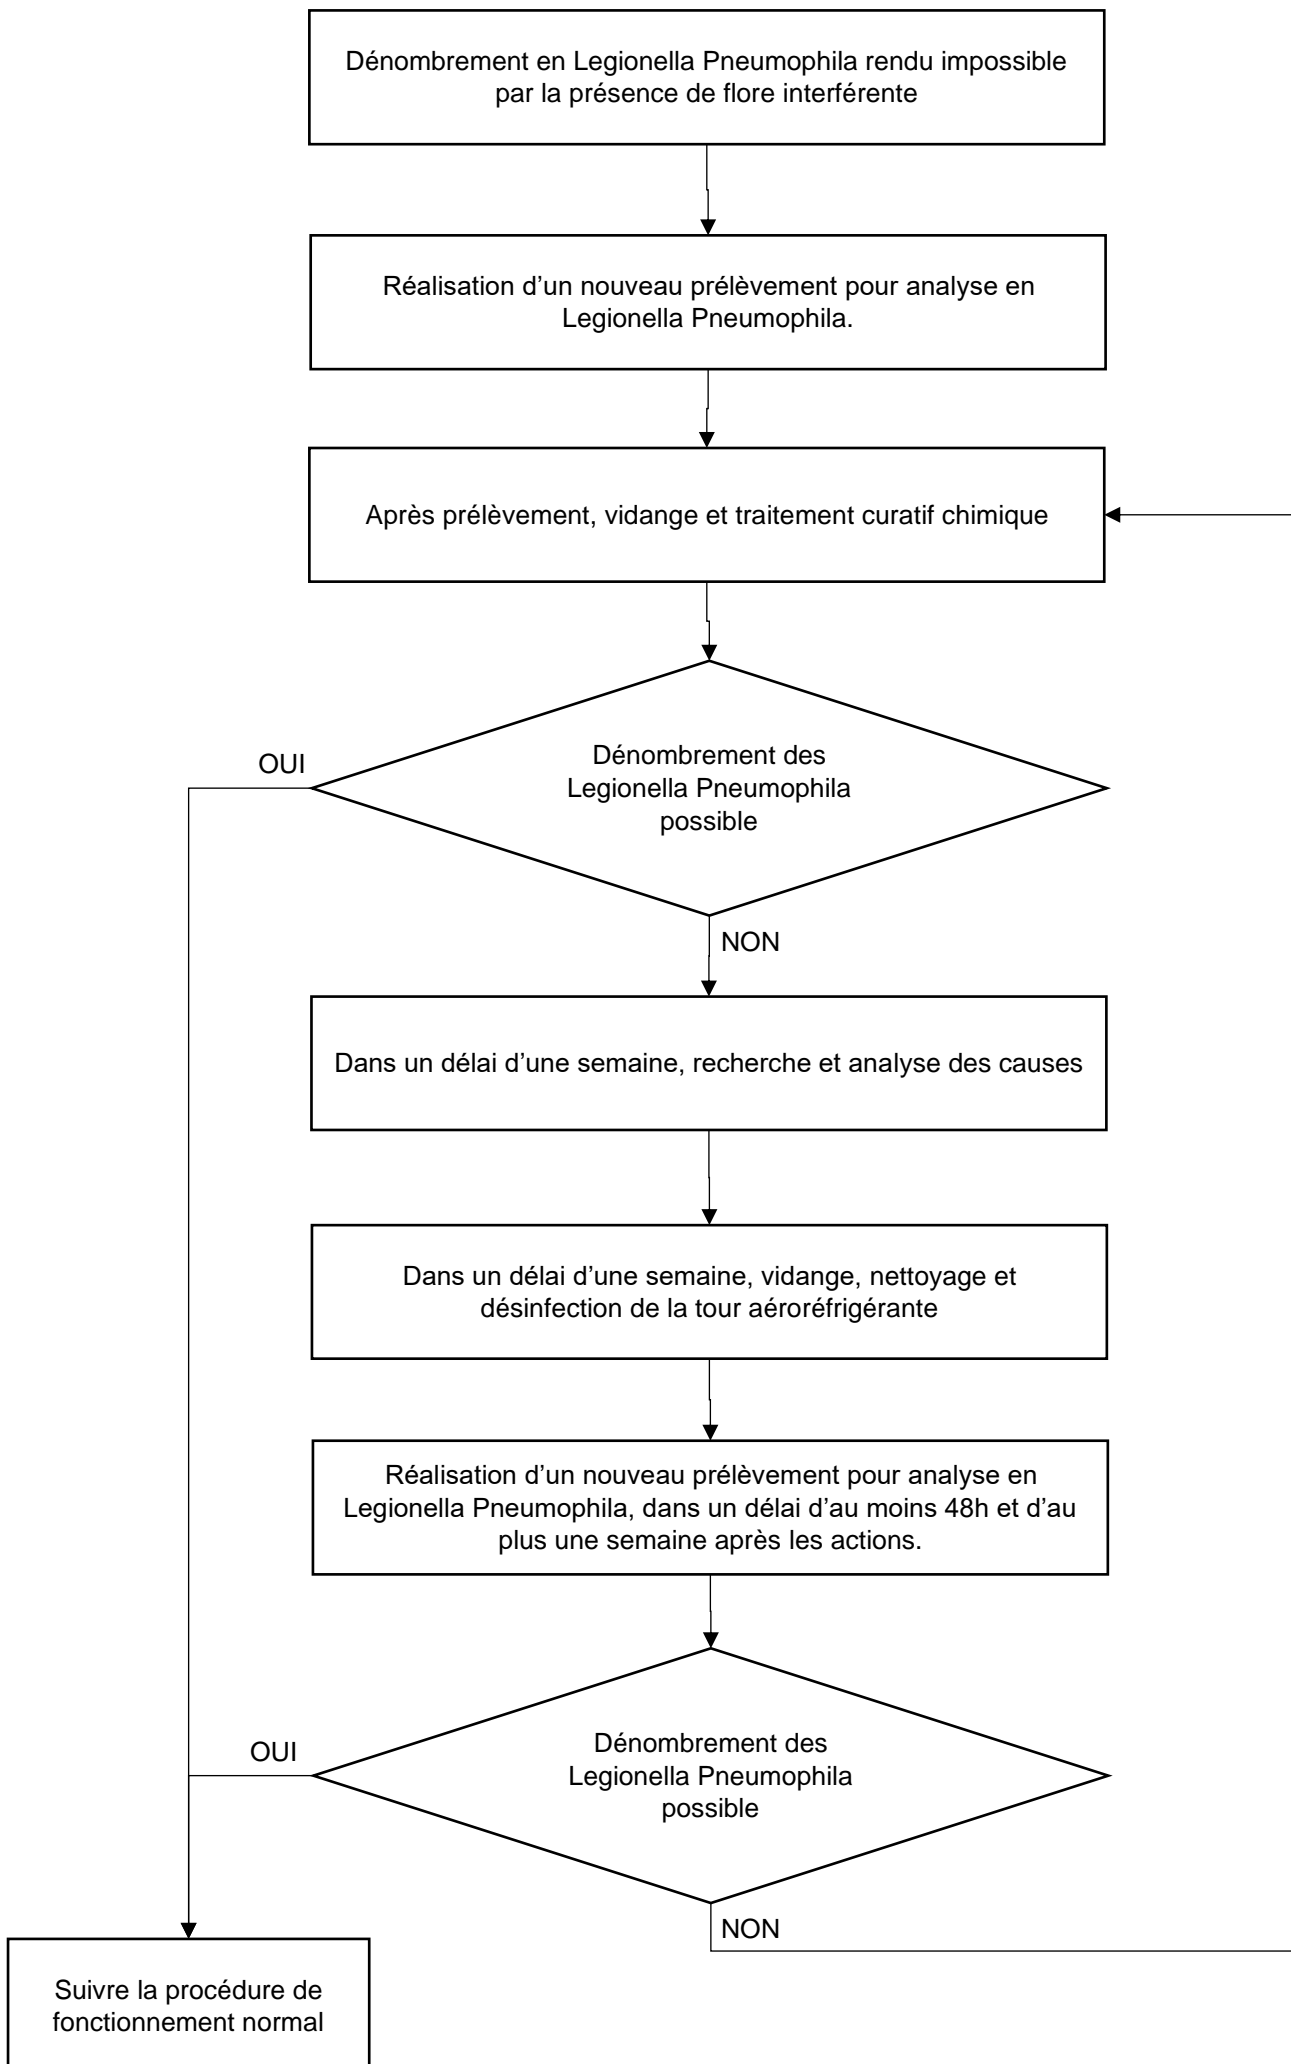 Dénombrement en Legionella Pneumophila rendu impossible
par la présence de flore interférente
Réalisation d’un nouveau prélèvement pour analyse en
Legionella Pneumophila.
Après prélèvement, vidange et traitement curatif chimique
OUI
Dénombrement des
Legionella Pneumophila
possible
NON
Dans un délai d’une semaine, recherche et analyse des causes
Dans un délai d’une semaine, vidange, nettoyage et
désinfection de la tour aéroréfrigérante
Réalisation d’un nouveau prélèvement pour analyse en
Legionella Pneumophila, dans un délai d’au moins 48h et d’au
plus une semaine après les actions.
OUI
Dénombrement des
Legionella Pneumophila
possible
NON
Suivre la procédure de
fonctionnement normal